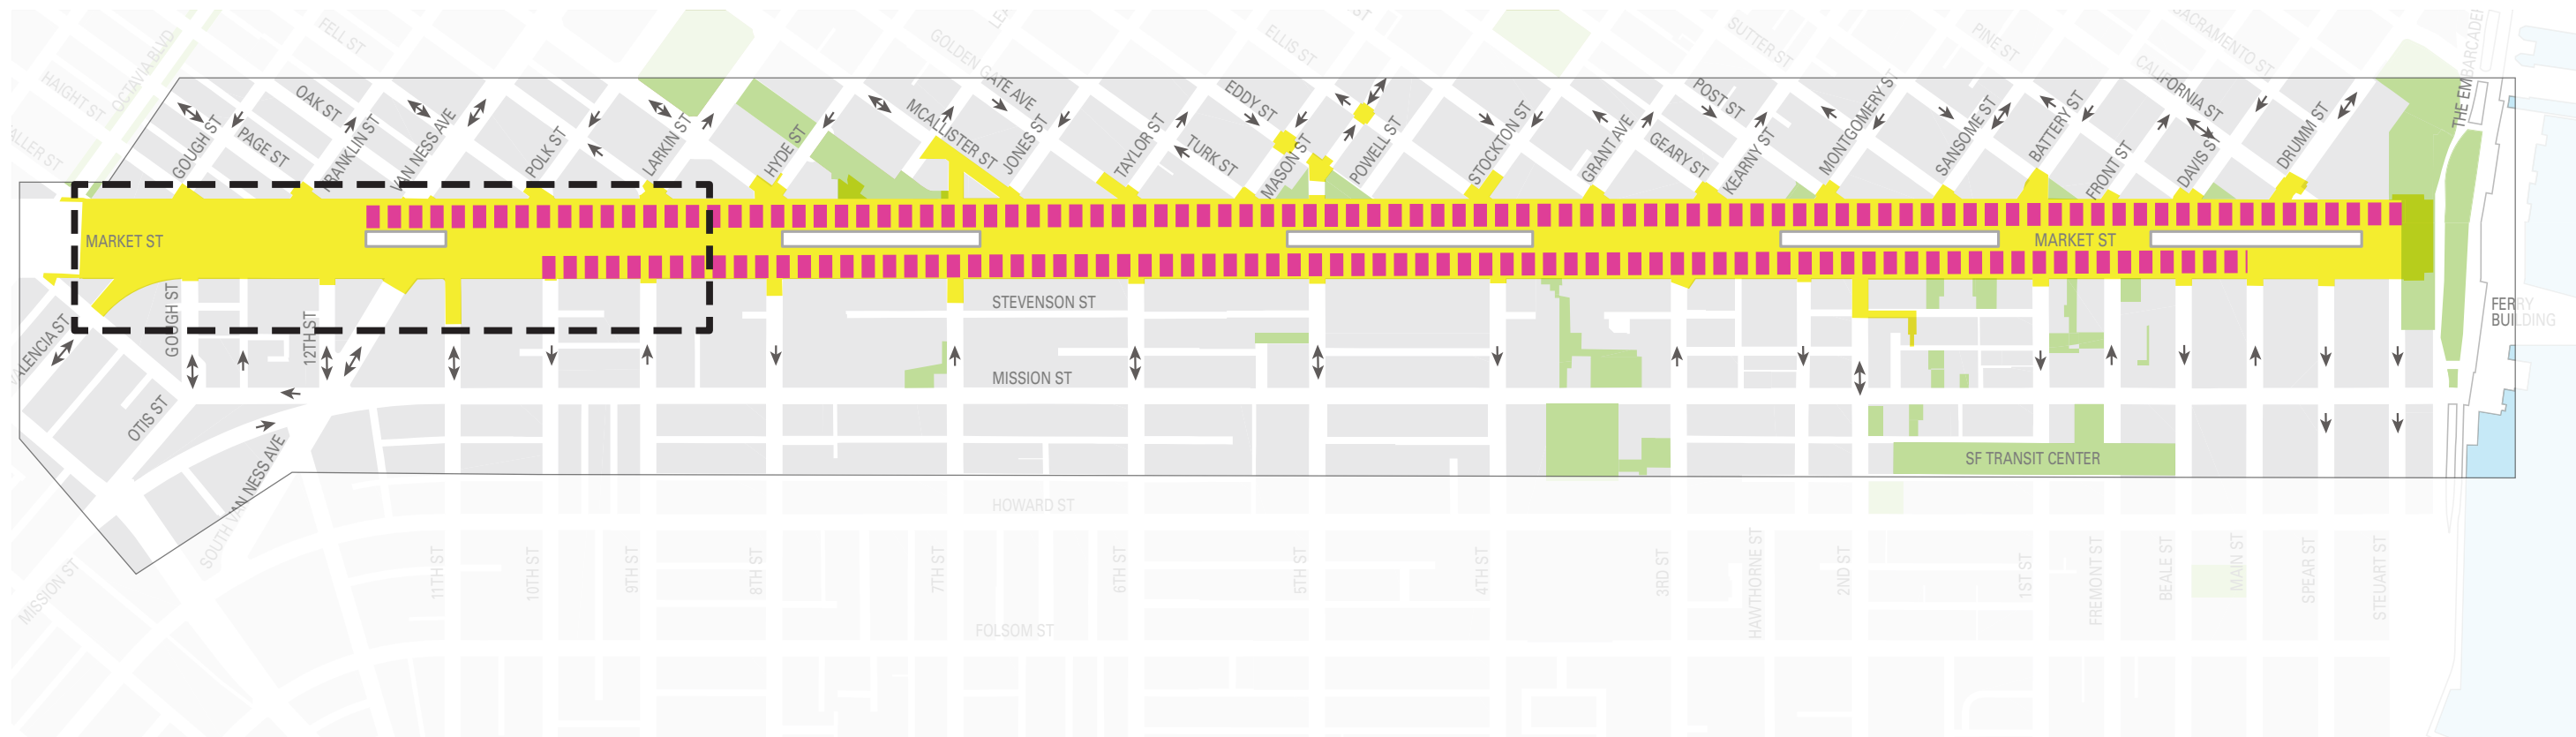 FELL ST
GOLDEN GATE AVE
ELLIS ST
SUTTER ST
PINE ST
SACRAMENTO ST
CALIFORNIA ST
THE EMBARCADERO
HAIGHT ST
OCTAVIA BLVD
OAK ST
GOUGH ST
PAGE ST
FRANKLIN ST
VAN NESS AVE
POLK ST
LARKIN ST
HYDE ST
MCALLISTER ST
JONES ST
TAYLOR ST
TURK ST
EDDY ST
MASON ST
POWELL ST
STOCKTON ST
GRANT AVE
GEARY ST
POST ST
KEARNY ST
MONTGOMERY ST
SANSOME ST
BATTERY ST
FRONT ST
DAVIS ST
DRUMM ST
ALLER ST
MARKET ST
MARKET ST
STEVENSON ST
FERRY
BUILDING
VALENCIA ST
GOUGH ST
12TH ST
MISSION ST
OTIS ST
SOUTH VAN NESS AVE
SF TRANSIT CENTER
HOWARD ST
MISSION ST
11TH ST
10TH ST
9TH ST
8TH ST
7TH ST
6TH ST
5TH ST
4TH ST
3RD ST
HAWTHORNE ST
2ND ST
1ST ST
FREMONT ST
BEALE ST
MAIN ST
SPEAR ST
STEUART ST
FOLSOM ST